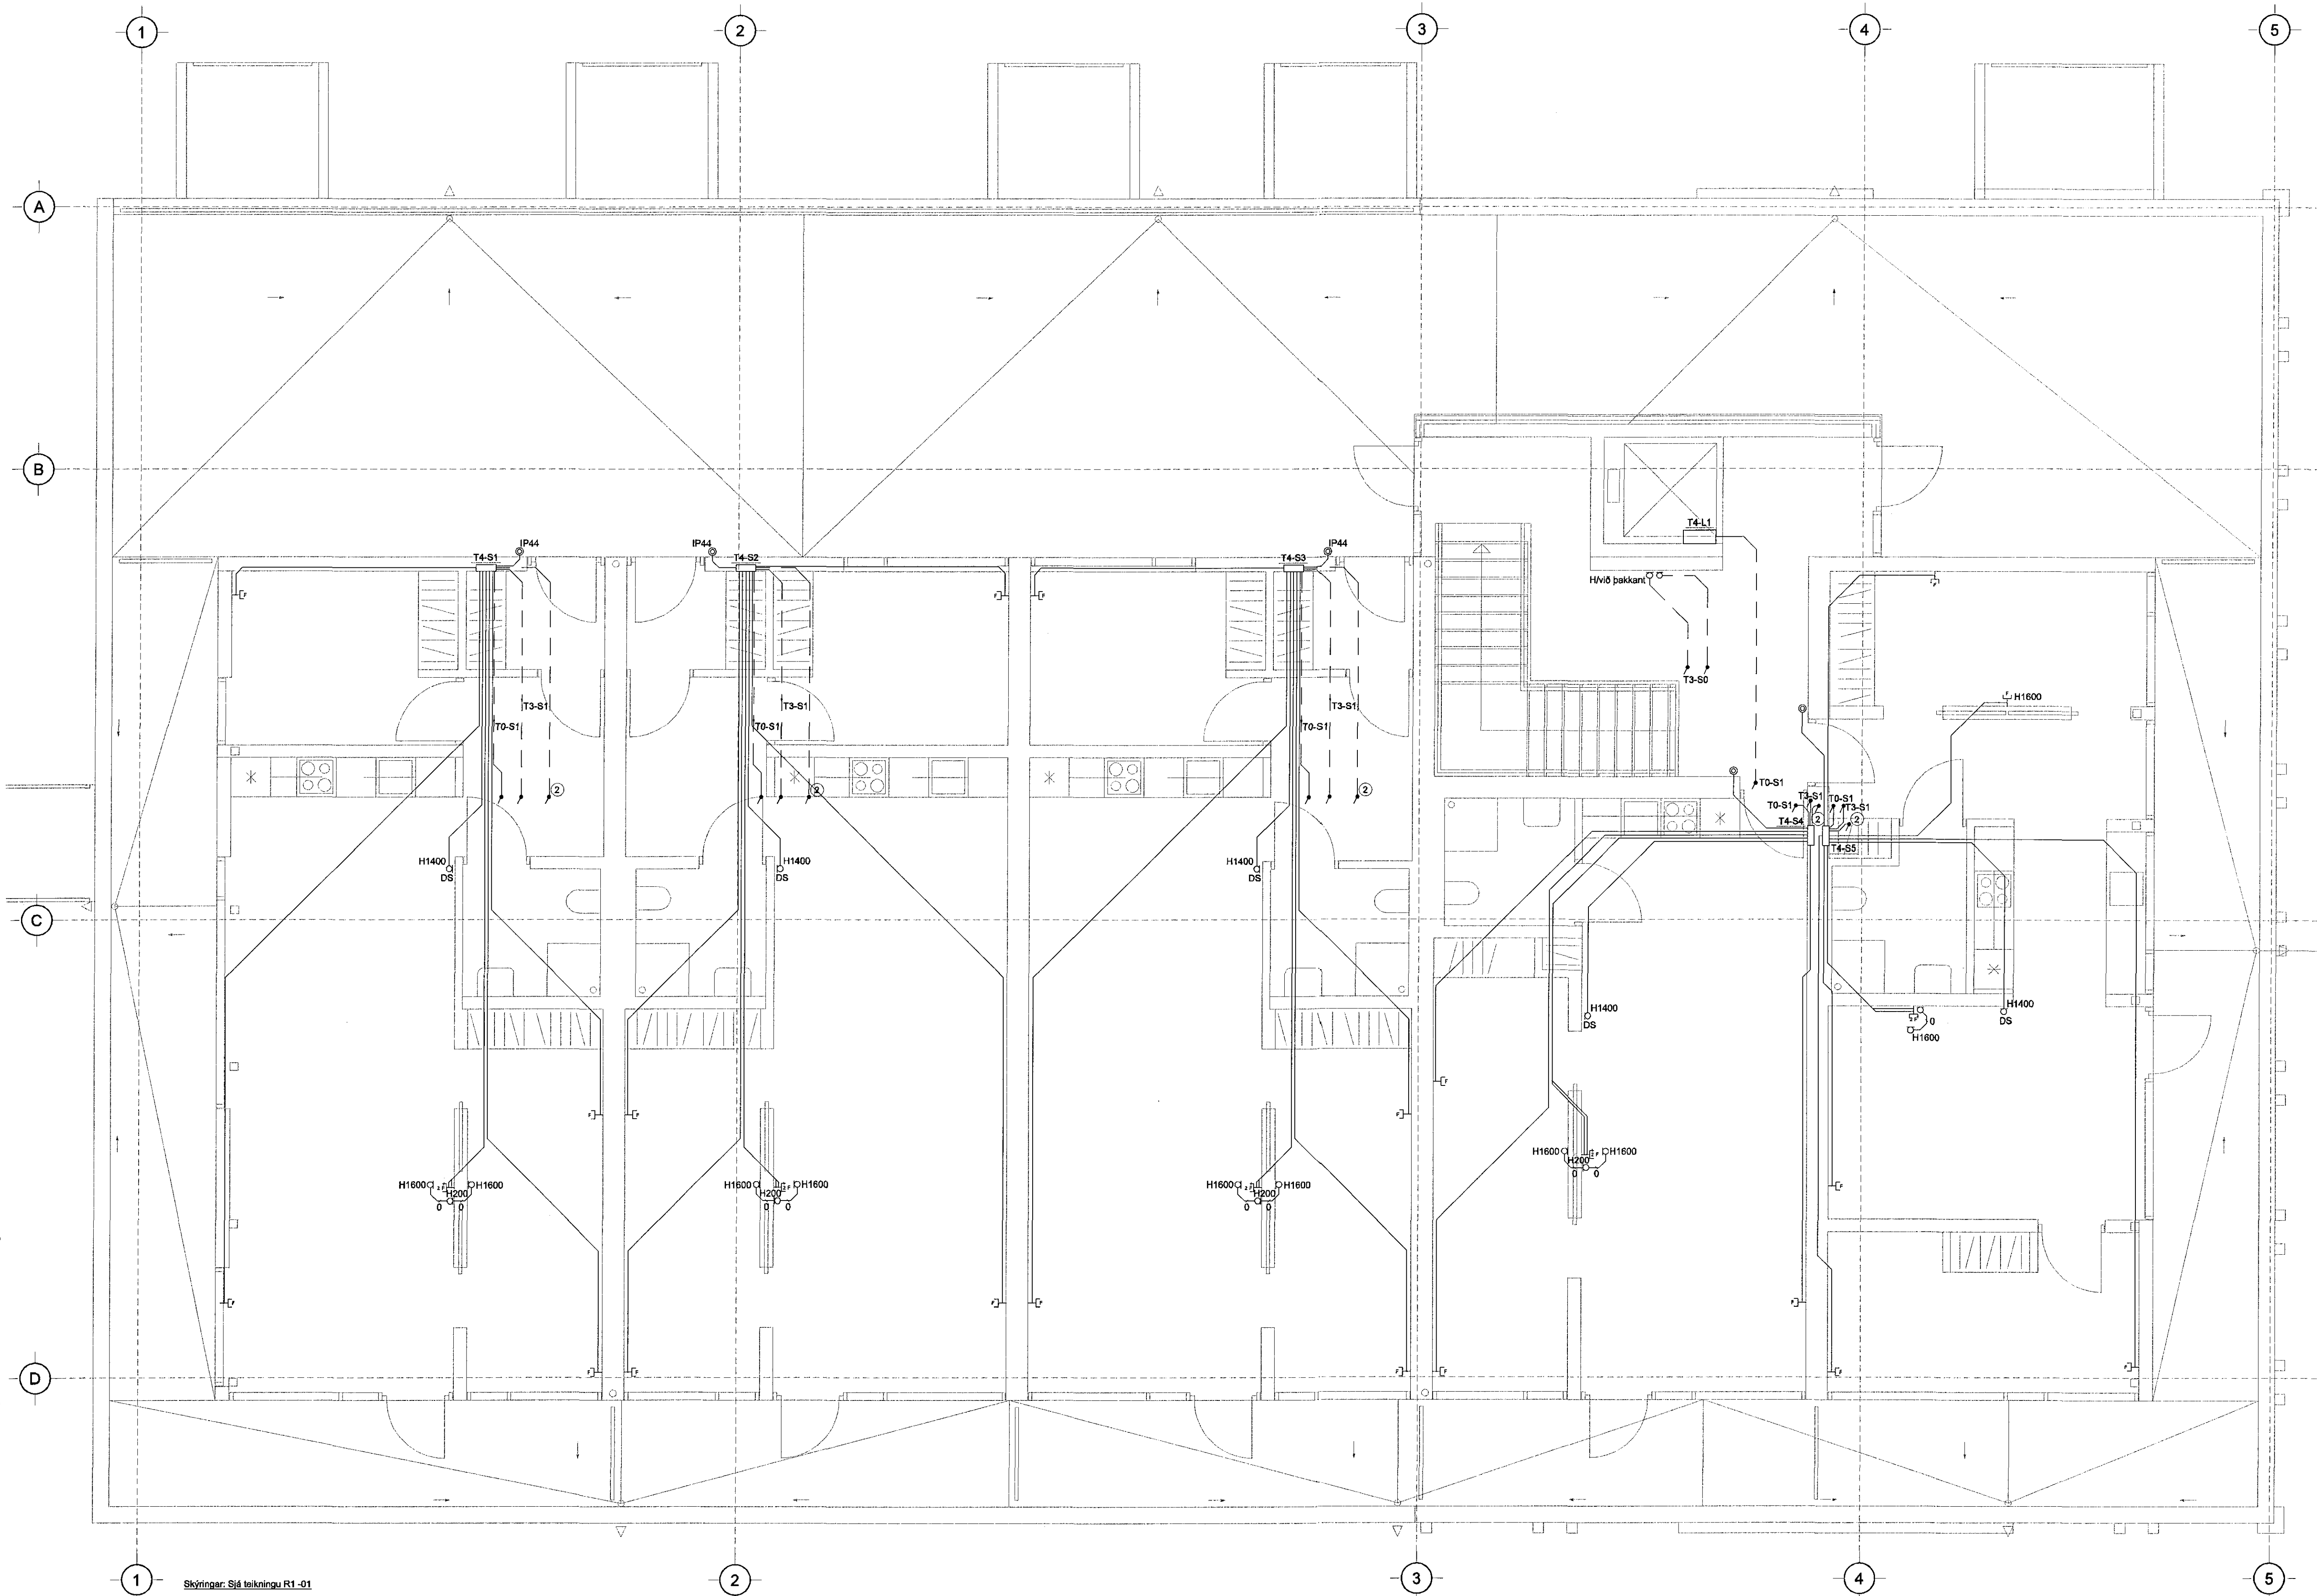 1 2 3 4 5
A
B
T4-L1
IP44 IP44 IP44
T4-S1 T4-S2 T4-S3
H/við þakkant
F F F F
T3-S0
F H1600
T3-S1 T3-S1 T3-S1
T0-S1 T0-S1 T0-S1
T0-S1
2 2 2
T3-S1
T0-S1 T0-S1
T3-S1
2 2
T4-S4
T4-S5
H1400 H1400 H1400
DS DS DS
C
H1400 H1400
DS DS
2 F 0
H1600
F
F F F
H1600 F H1600
H200
0 0
H1600 2 F H1600 H1600 2 F H1600 H1600 2 F H1600
H200 H200 H200
0 0 0 0 0 0
F
F F F F
F F F F F F
D
1 2 3 4 5
Skýringar: Sjá teikningu R1 -01